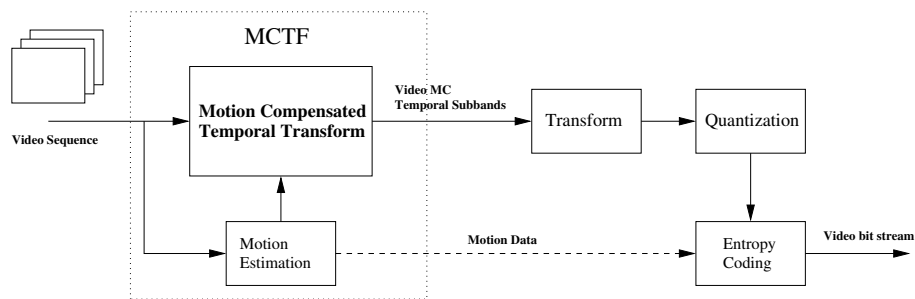 MCTF
Video MC
Temporal Subbands
Motion Compensated
Temporal Transform
Transform
Quantization
Video Sequence
Motion
Estimation
Motion Data
Entropy
Coding
Video bit stream